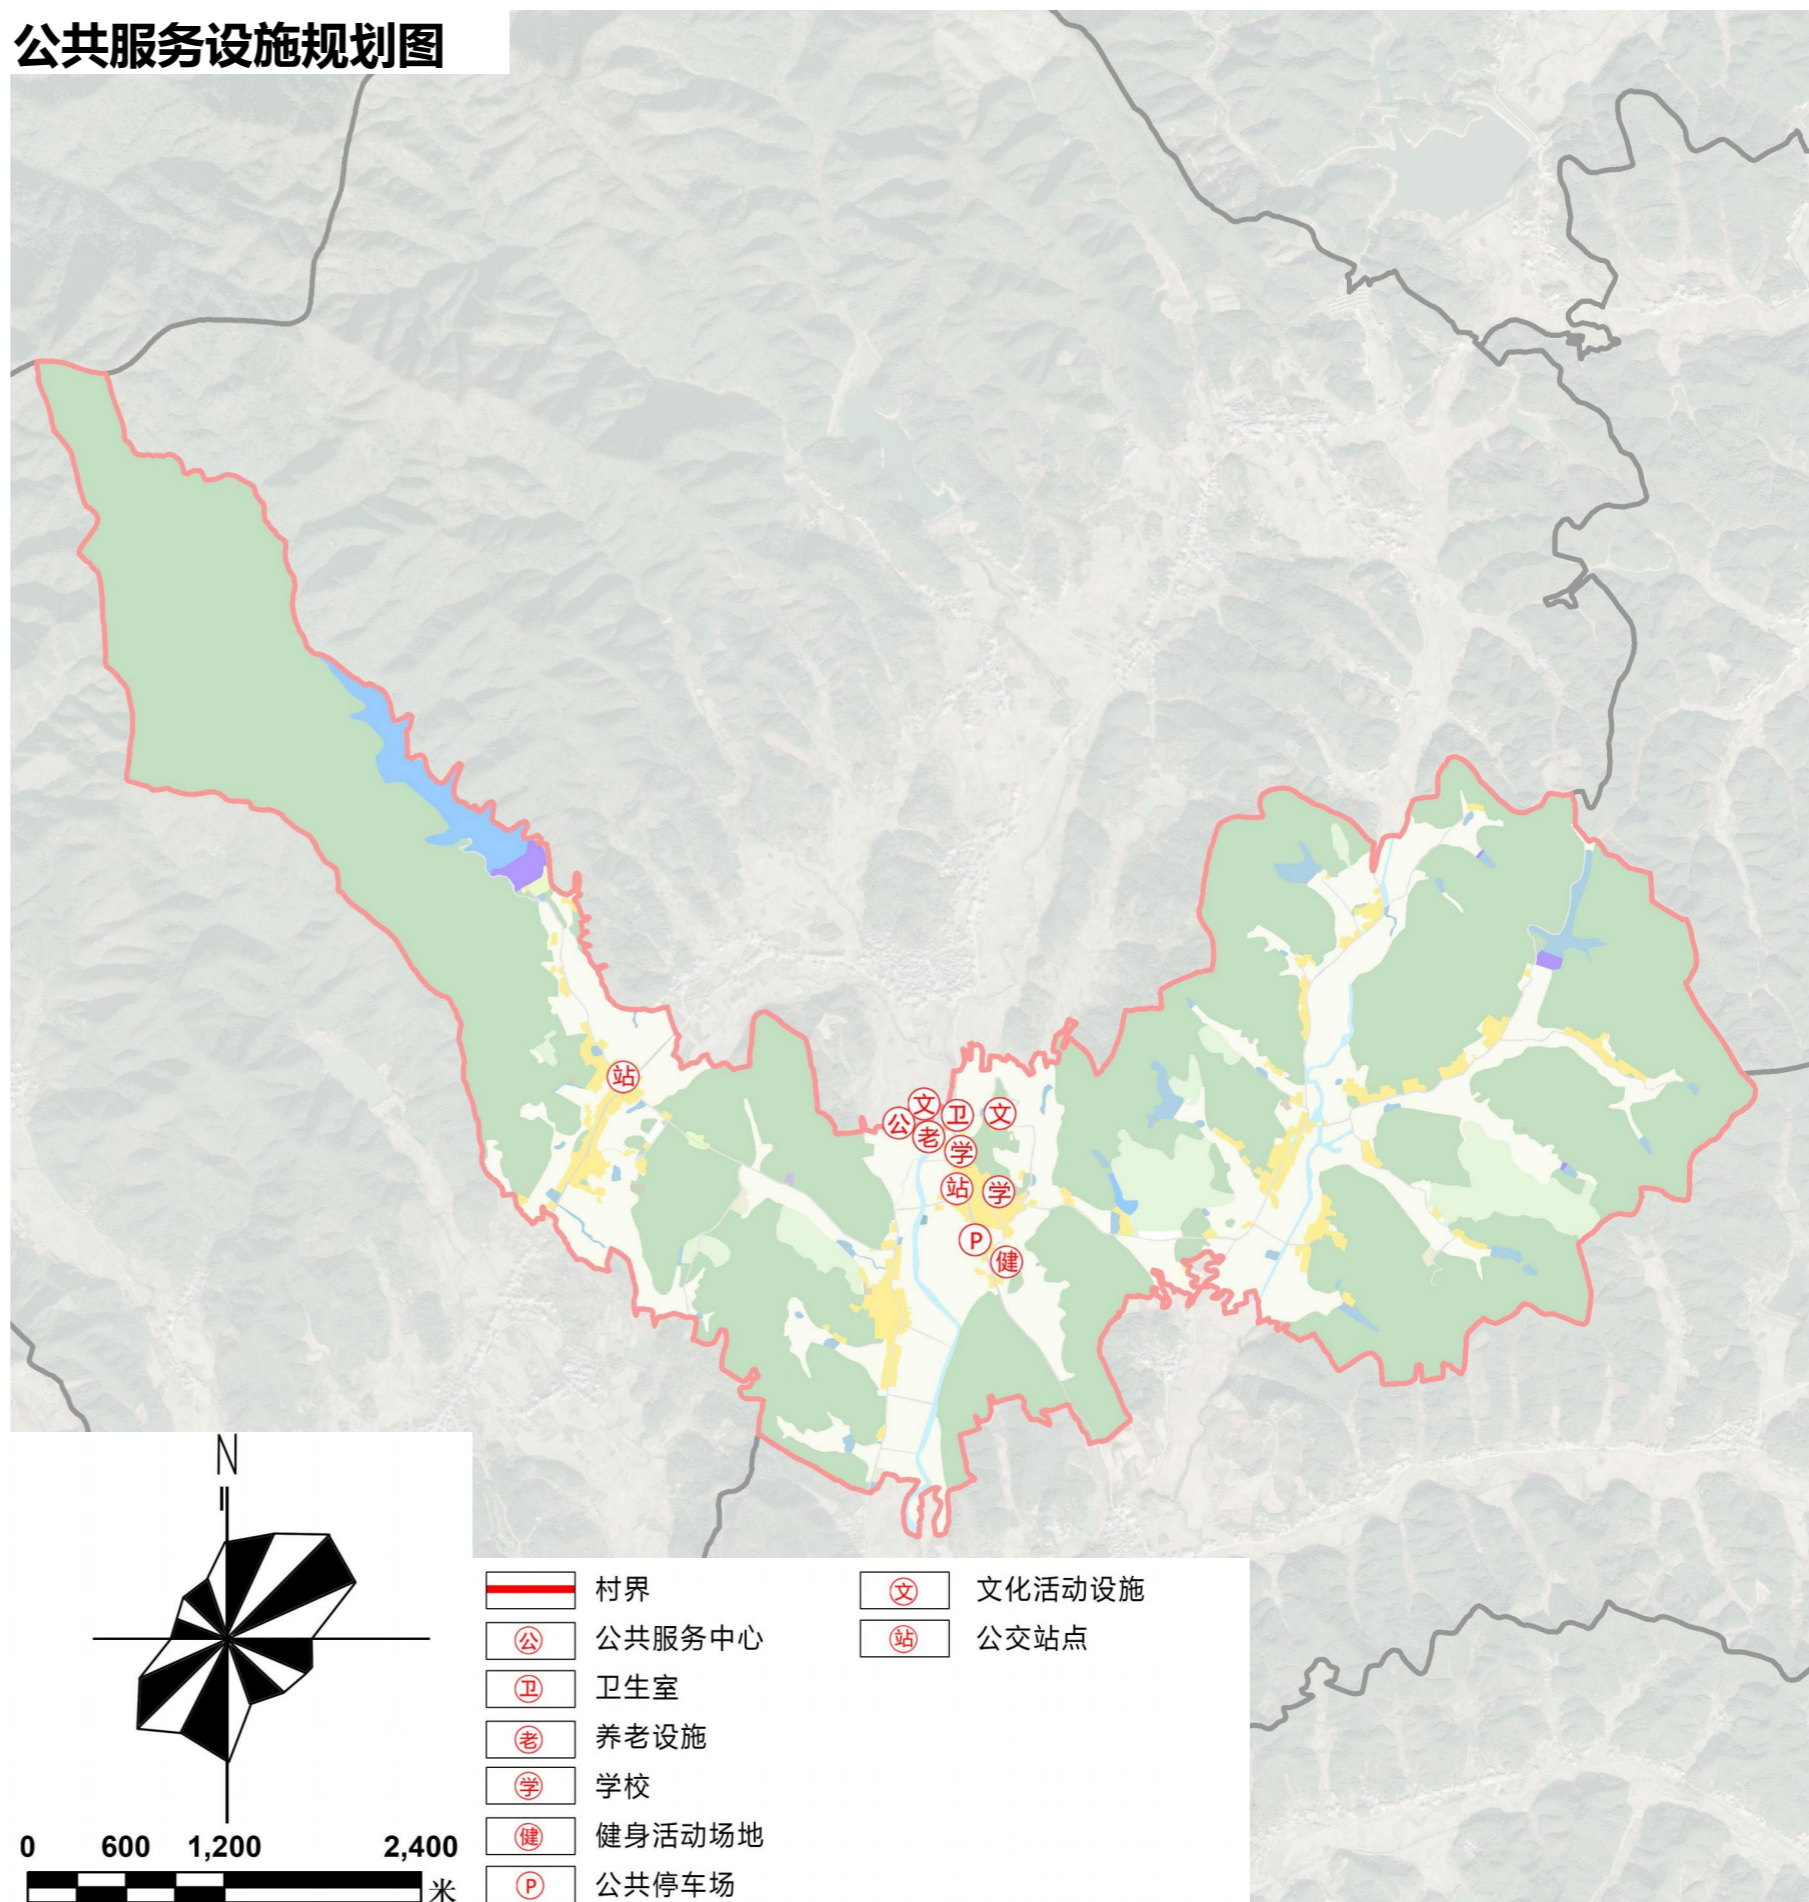 公共服务设施规划图
站
文
公
卫
文
老
学
站
学
P
健
N
村界
公 公共服务中心
卫 卫生室
老 养老设施
学 学校
健 健身活动场地
P 公共停车场
文 文化活动设施
站 公交站点
0 600 1,200 2,400
米